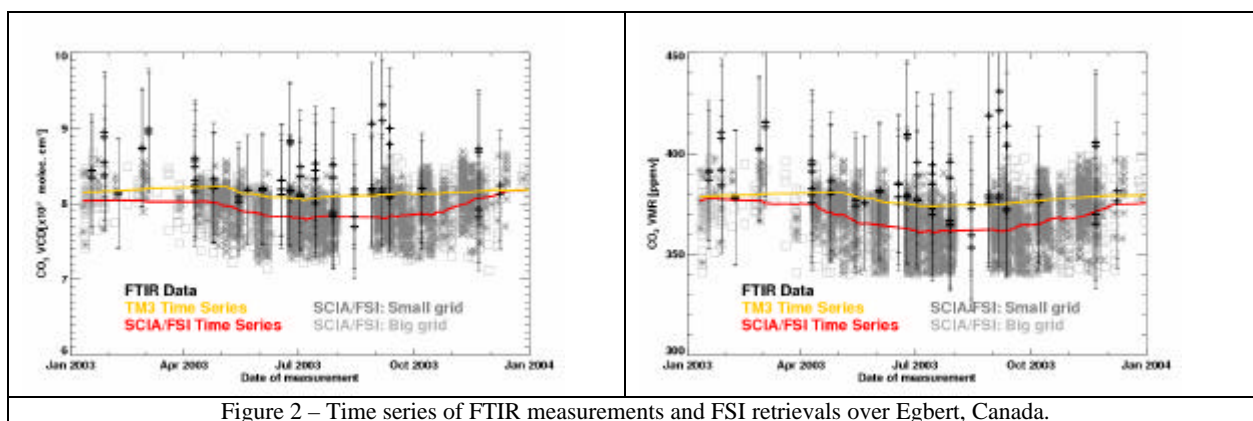 10
9
8
7
6
CO2 VCD[x10 molec. cm-2]
FTIR Data
TM3 Time Series
SCIA/FSI Time Series
SCIA/FSI: Small grid
SCIA/FSI: Big grid
Jan 2003 Apr 2003 Jul 2003 Oct 2003 Jan 2004
Date of measurement
450
400
350
300
CO2 VMR [ppmv]
FTIR Data
TM3 Time Series
SCIA/FSI Time Series
SCIA/FSI: Small grid
SCIA/FSI: Big grid
Jan 2003 Apr 2003 Jul 2003 Oct 2003 Jan 2004
Date of measurement
Figure 2 – Time series of FTIR measurements and FSI retrievals over Egbert, Canada.